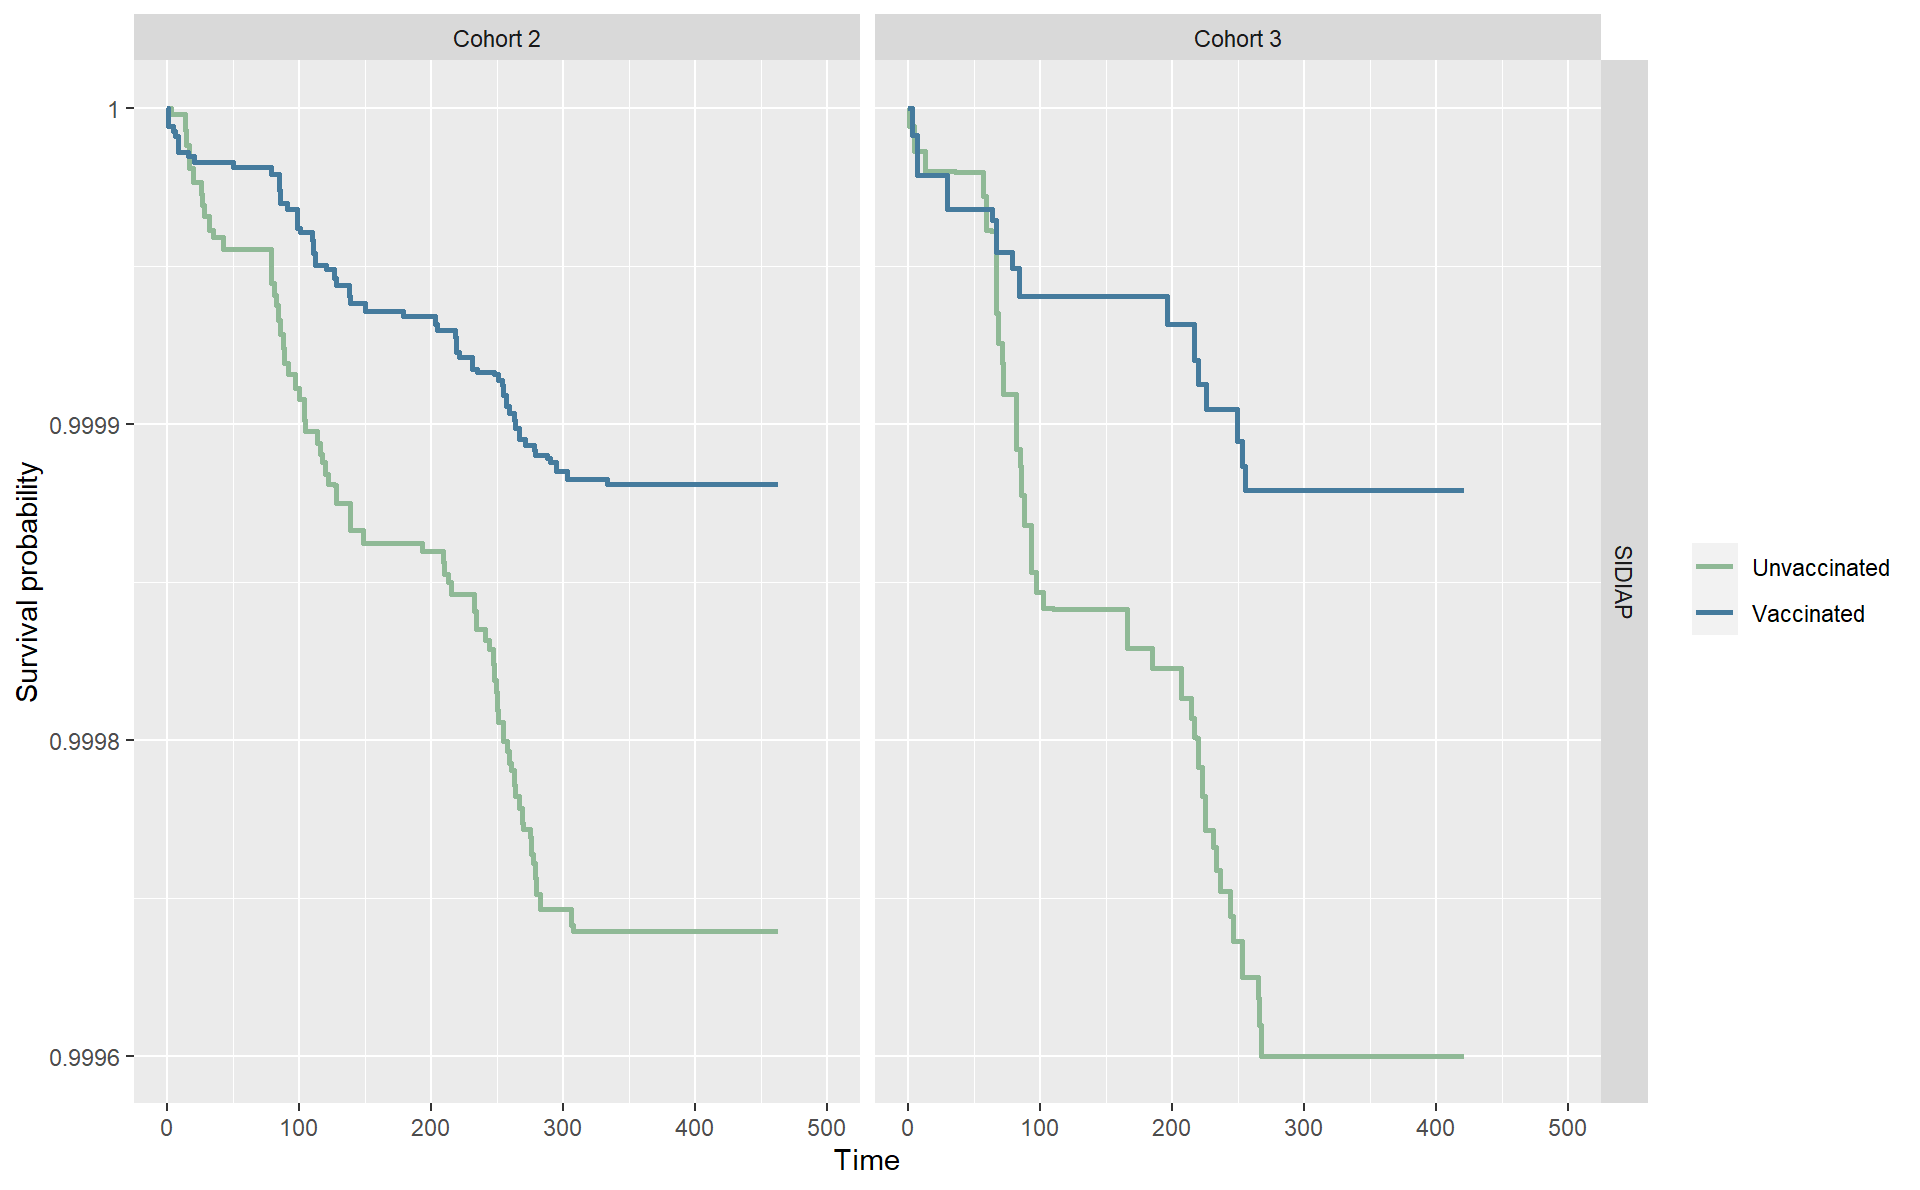 Cohort 2
Cohort 3
1
0.9999
0.9998
0.9996
Survival probability
SIDIAP
Unvaccinated
Vaccinated
0 100 200 300 400 500
0 100 200 300 400 500
Time